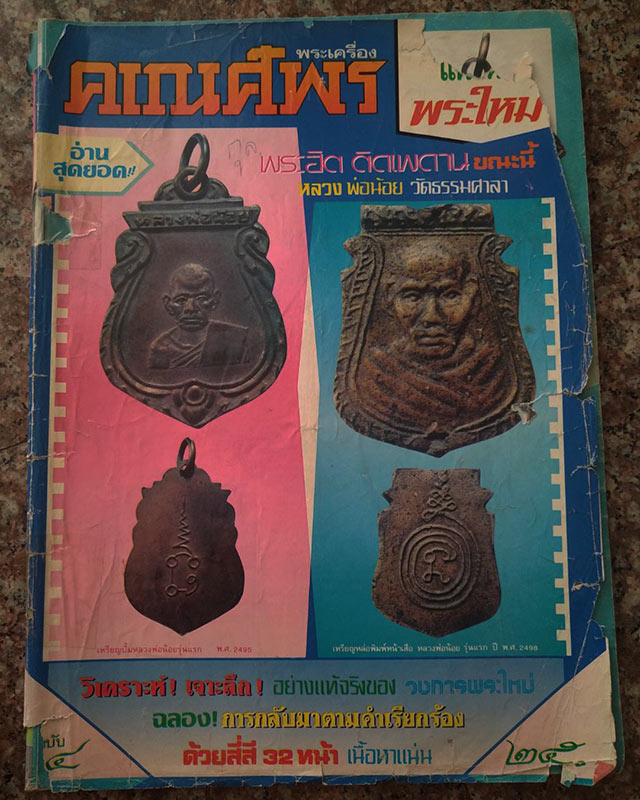 พระเครื่อง
คเณศ์พร
พระใหม่
อ่าน
สุดยอด!!
พระฮิต ติดเพดาน ขณะนี้
หลวง พ่อน้อย วัดธรรมศาลา
หลวงพ่อน้อย
เหรียญปั๊มหลวงพ่อน้อยรุ่นแรก พ.ศ. 2495
เหรียญหล่อพิมพ์หน้าเสือ หลวงพ่อน้อย รุ่นแรก ปี พ.ศ. 2498
วิเคราะห์! เจาะลึก! อย่างแท้จริงของ วงการพระใหม่
ฉลอง! การกลับมาตามคำเรียกร้อง
ด้วยสี่สี 32 หน้า เนื้อหาแน่น
๔
๒๕.